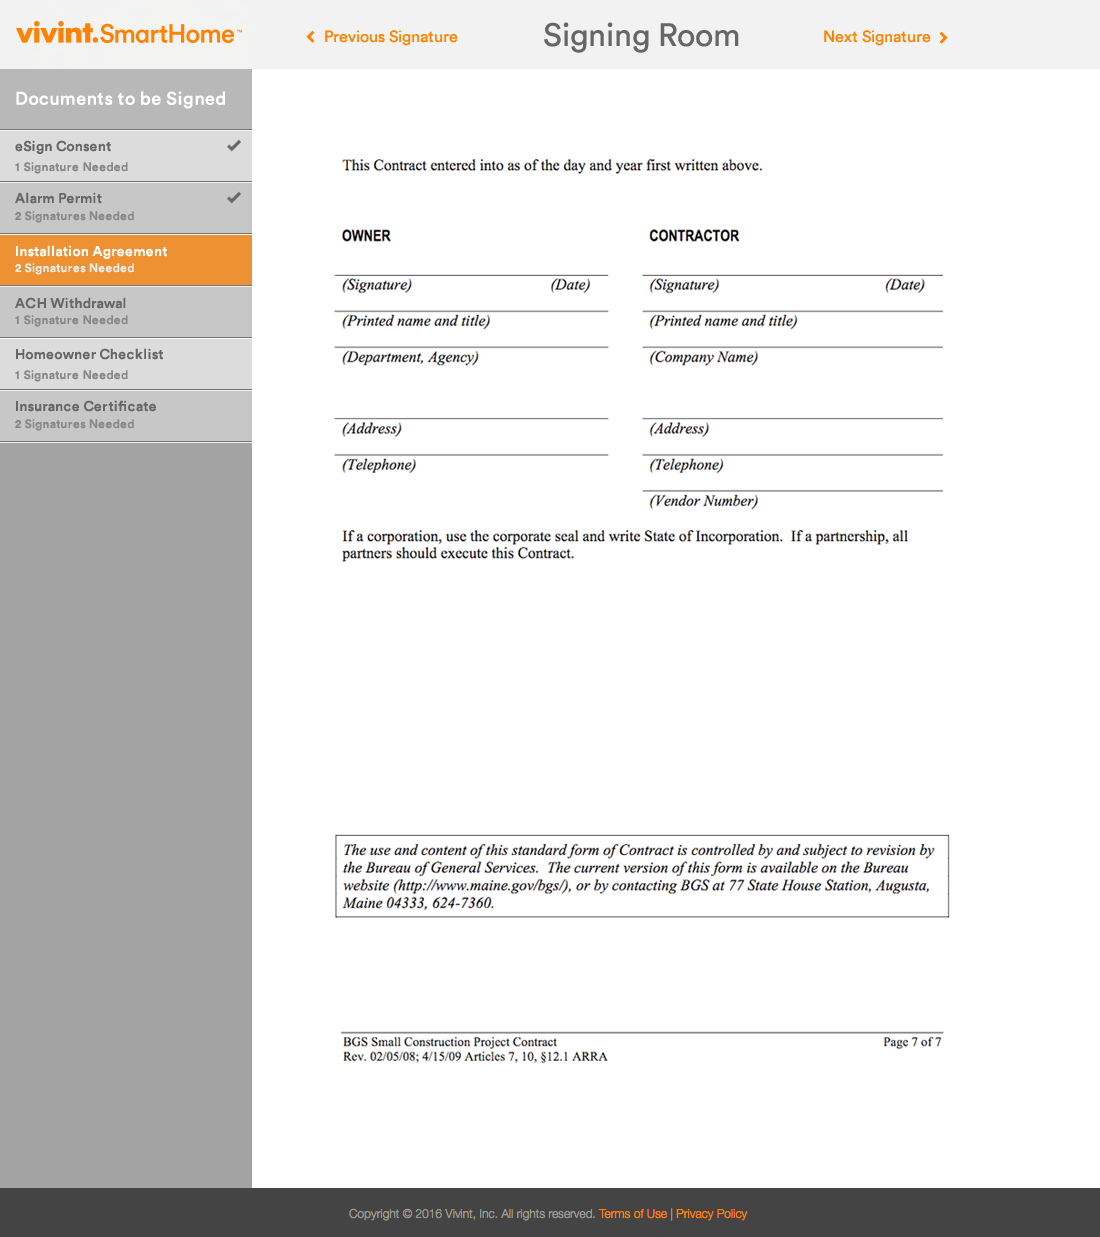 vivint.SmartHome™
Previous Signature
Signing Room
Next Signature
Documents to be Signed
eSign Consent
1 Signature Needed
Alarm Permit
2 Signatures Needed
Installation Agreement
2 Signatures Needed
ACH Withdrawal
1 Signature Needed
Homeowner Checklist
1 Signature Needed
Insurance Certificate
2 Signatures Needed
This Contract entered into as of the day and year first written above.
OWNER CONTRACTOR
(Signature) (Date) (Signature) (Date)
(Printed name and title) (Printed name and title)
(Department, Agency) (Company Name)
(Address) (Address)
(Telephone) (Telephone)
(Vendor Number)
If a corporation, use the corporate seal and write State of Incorporation. If a partnership, all
partners should execute this Contract.
The use and content of this standard form of Contract is controlled by and subject to revision by
the Bureau of General Services. The current version of this form is available on the Bureau
website (http://www.maine.gov/bgs/), or by contacting BGS at 77 State House Station, Augusta,
Maine 04333, 624-7360.
BGS Small Construction Project Contract Page 7 of 7
Rev. 02/05/08; 4/15/09 Articles 7, 10, §12.1 ARRA
Copyright © 2016 Vivint, Inc. All rights reserved. Terms of Use | Privacy Policy